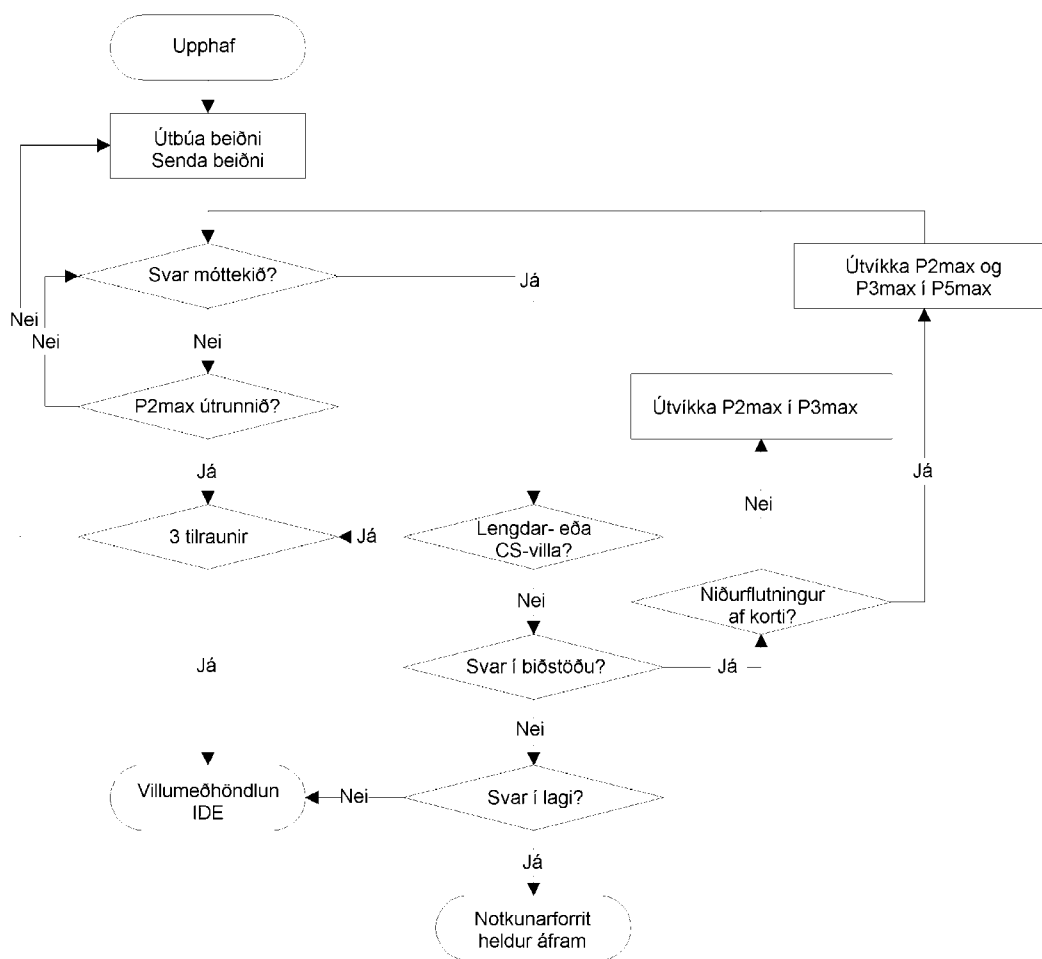 Upphaf
Útbúa beiðni
Senda beiðni
Svar móttekið?
Já
Útvíkka P2max og
P3max í P5max
Nei
Nei
Nei
P2max útrunnið?
Útvíkka P2max í P3max
Já
Já
Nei
3 tilraunir
Já
Lengdar- eða
CS-villa?
Nei
Niðurflutningur
af korti?
Já
Svar í biðstöðu?
Já
Nei
Villumeðhöndlun
IDE
Nei
Svar í lagi?
Já
Notkunarforrit
heldur áfram